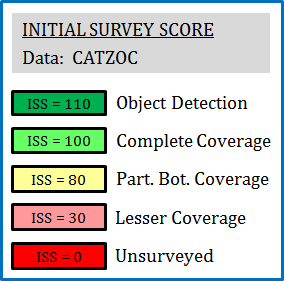 INITIAL SURVEY SCORE
Data: CATZOC
ISS = 110 Object Detection
ISS = 100 Complete Coverage
ISS = 80 Part. Bot. Coverage
ISS = 30 Lesser Coverage
ISS = 0 Unsurveyed